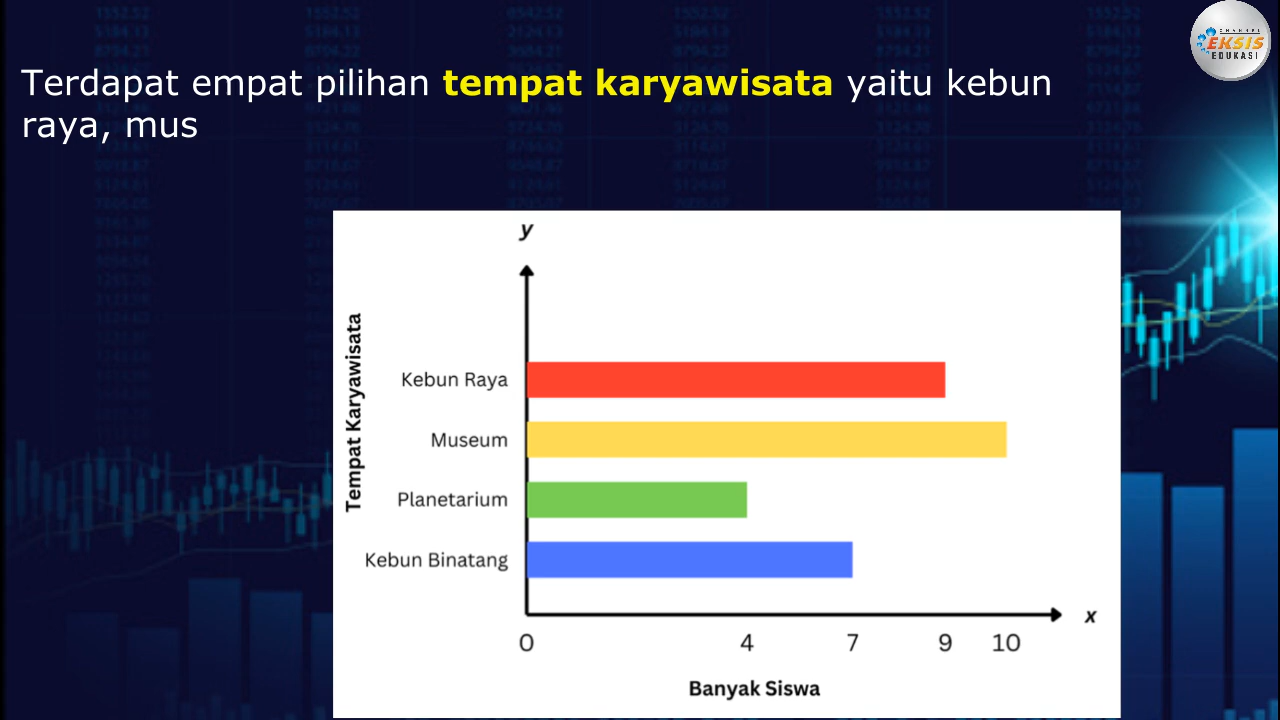 CHANNEL
EKSIS
EDUKASI
Terdapat empat pilihan tempat karyawisata yaitu kebun
raya, mus
y
Tempat Karyawisata
Kebun Raya
Museum
Planetarium
Kebun Binatang
0 4 7 9 10
x
Banyak Siswa